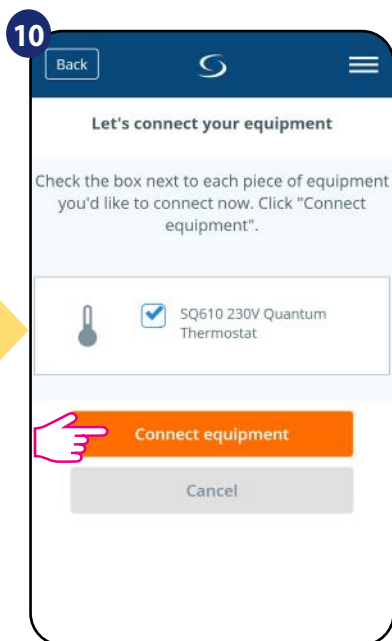 10
Back
Let's connect your equipment
Check the box next to each piece of equipment
you'd like to connect now. Click "Connect
equipment".
SQ610 230V Quantum
Thermostat
Connect equipment
Cancel